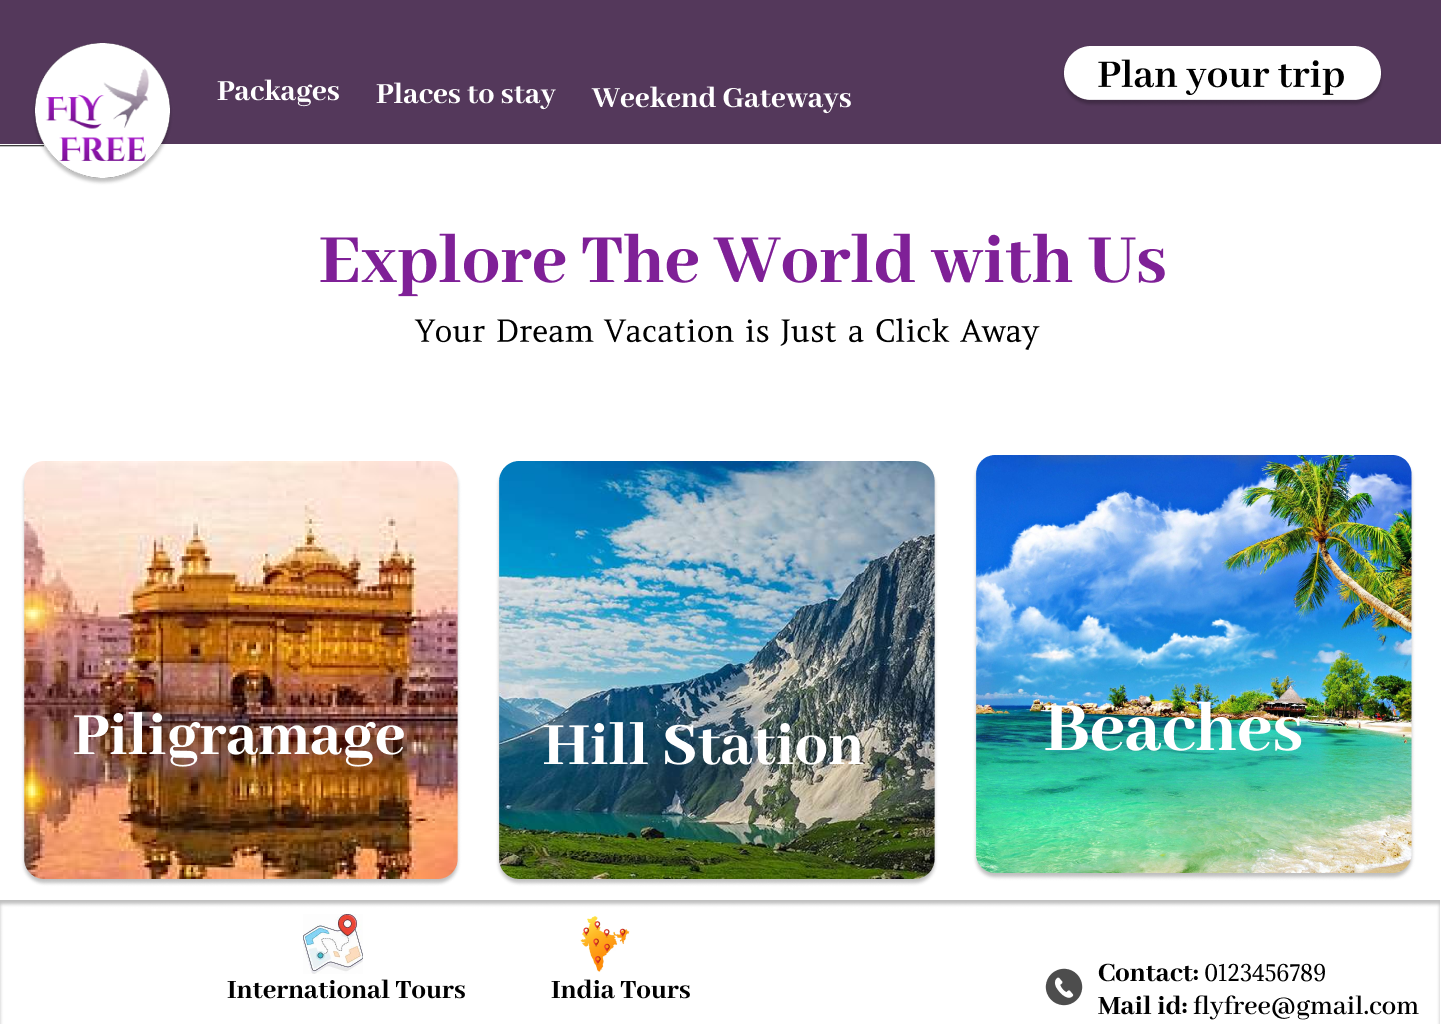 FLY
FREE
Packages
Places to stay
Weekend Gateways
Plan your trip
Explore The World with Us
Your Dream Vacation is Just a Click Away
Piligramage
Hill Station
Beaches
International Tours
India Tours
Contact: 0123456789
Mail id: flyfree@gmail.com